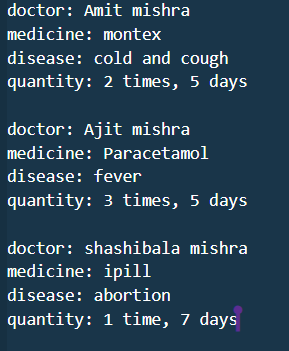 doctor: Amit mishra
medicine: montex
disease: cold and cough
quantity: 2 times, 5 days
doctor: Ajit mishra
medicine: Paracetamol
disease: fever
quantity: 3 times, 5 days
doctor: shashibala mishra
medicine: ipill
disease: abortion
quantity: 1 time, 7 days